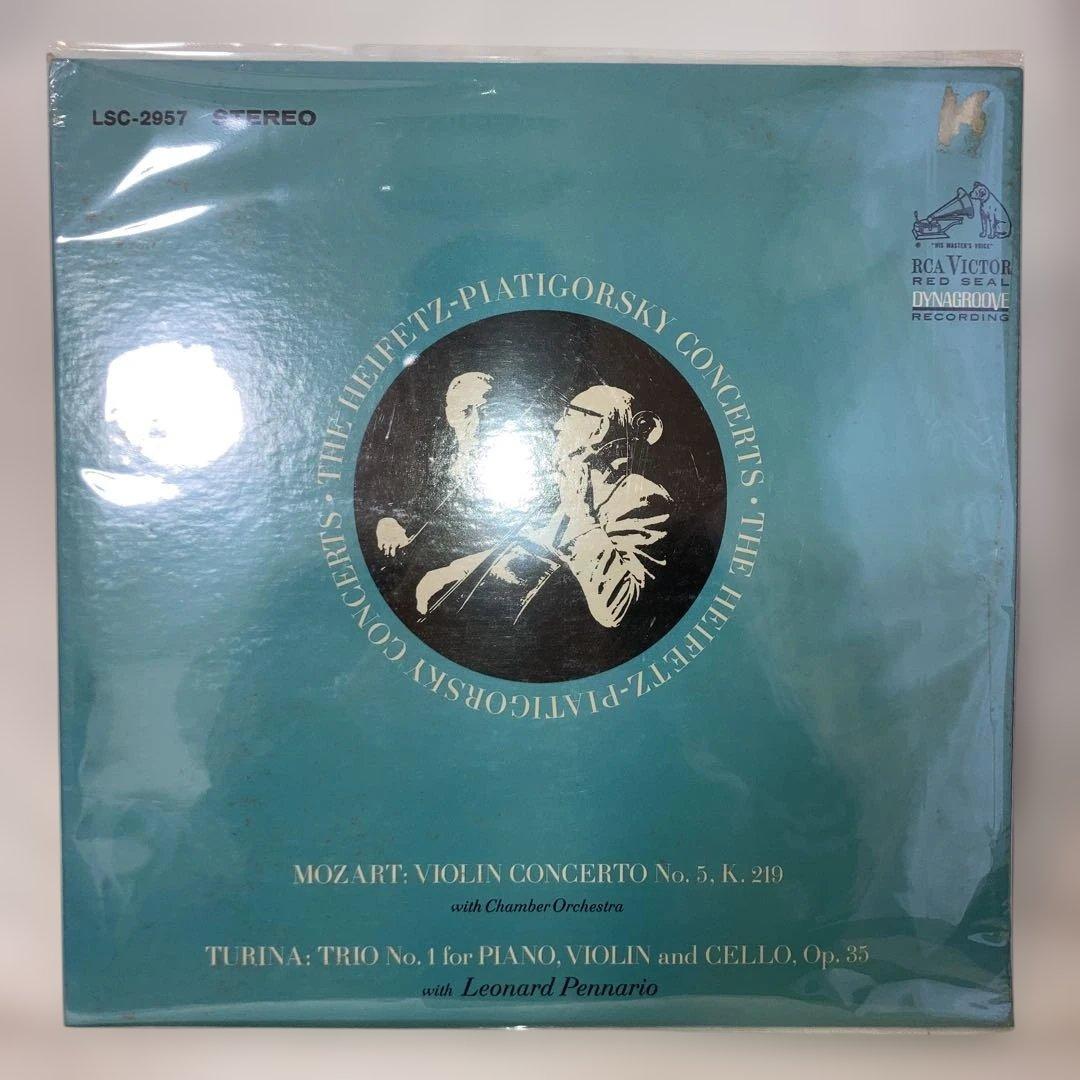 LSC-2957 STEREO
"HIS MASTER'S VOICE"
RCA VICTOR
RED SEAL
DYNAGROOVE
RECORDING
THE HEIFETZ-PIATIGORSKY CONCERTS • THE HEIFETZ-PIATIGORSKY CONCERTS •
MOZART: VIOLIN CONCERTO No. 5, K. 219
with Chamber Orchestra
TURINA: TRIO No. 1 for PIANO, VIOLIN and CELLO, Op. 35
with Leonard Pennario